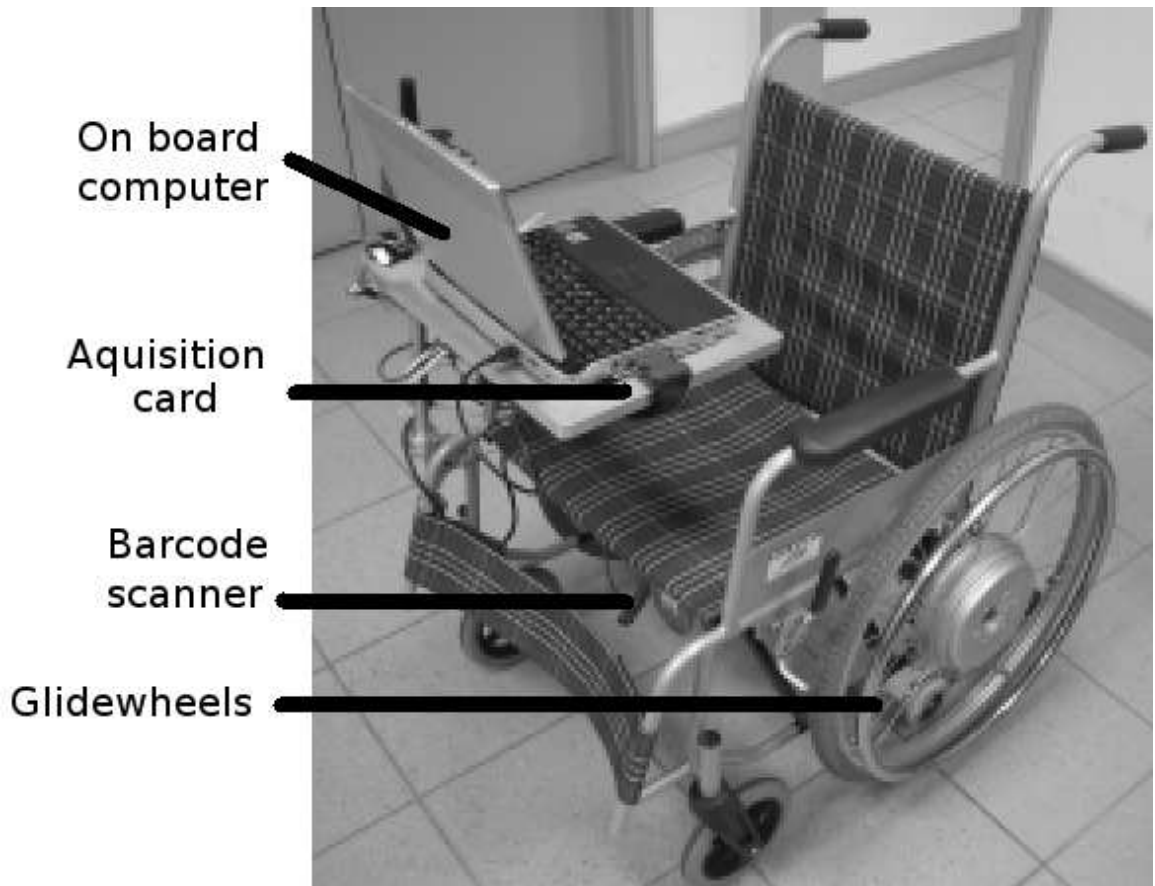 On board
computer
Aquisition
card
Barcode
scanner
Glidewheels